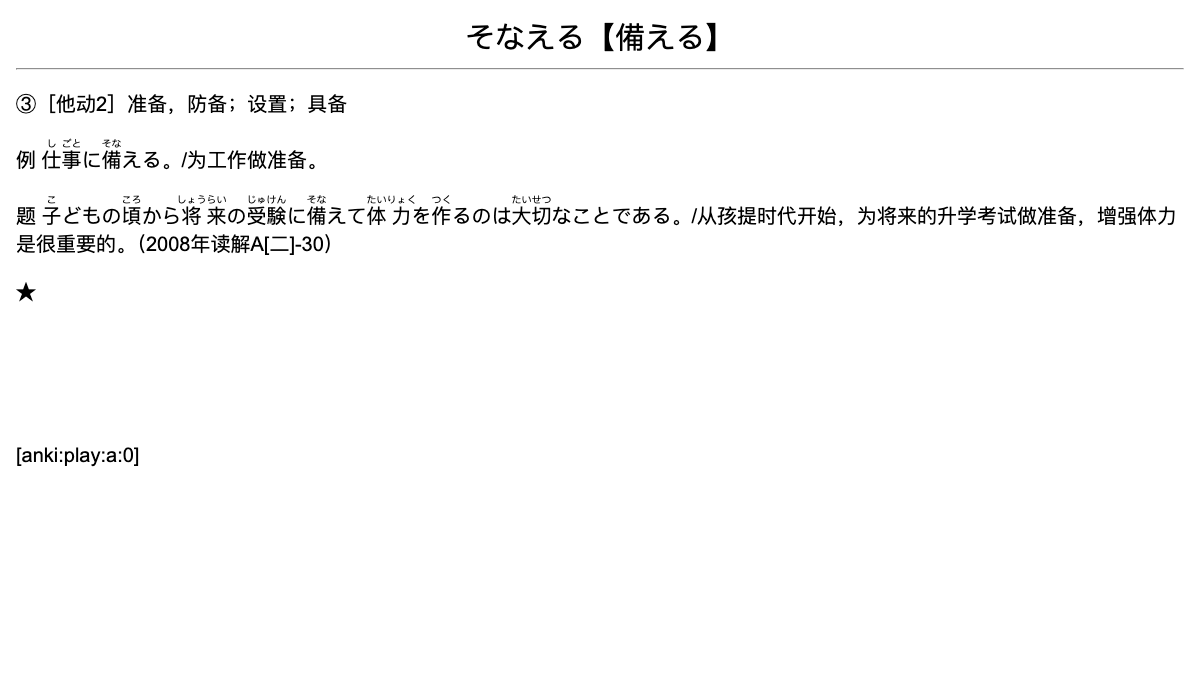 そなえる【備える】
③［他动2］准备，防备；设置；具备
し ごと そな
例 仕事に備える。/为工作做准备。
こ ころ しょうらい じゅけん そな たいりょく つく たいせつ
题 子どもの頃から将来の受験に備えて体力を作るのは大切なことである。/从孩提时代开始，为将来的升学考试做准备，增强体力
是很重要的。（2008年读解A[二]-30）
★
[anki:play:a:0]